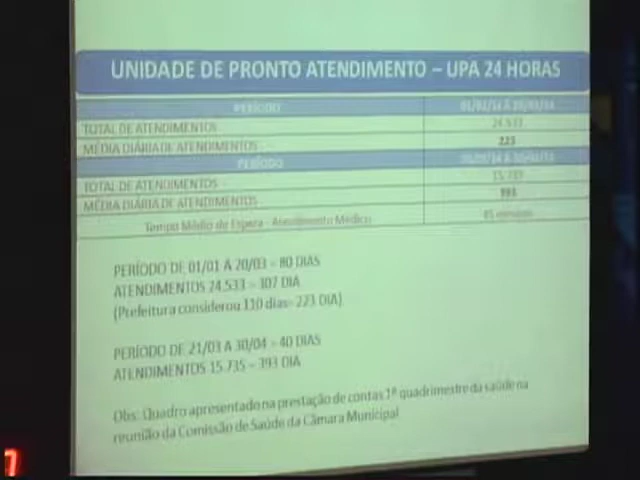 UNIDADE DE PRONTO ATENDIMENTO – UPA 24 HORAS
PERÍODO
TOTAL DE ATENDIMENTOS 24.533
MÉDIA DIÁRIA DE ATENDIMENTOS 223
PERÍODO
TOTAL DE ATENDIMENTOS 15.735
MÉDIA DIÁRIA DE ATENDIMENTOS 393
Tempo Médio de Espera - Atendimento Médico
PERÍODO DE 01/01 A 20/03 – 80 DIAS
ATENDIMENTOS 24.533 – 307 DIA
(Prefeitura considerou 110 dias- 223 DIA)
PERÍODO DE 21/03 A 30/04 – 40 DIAS
ATENDIMENTOS 15.735 – 393 DIA
Obs: Quadro apresentado na prestação de contas 1º quadrimestre da saúde na
reunião da Comissão de Saúde da Câmara Municipal